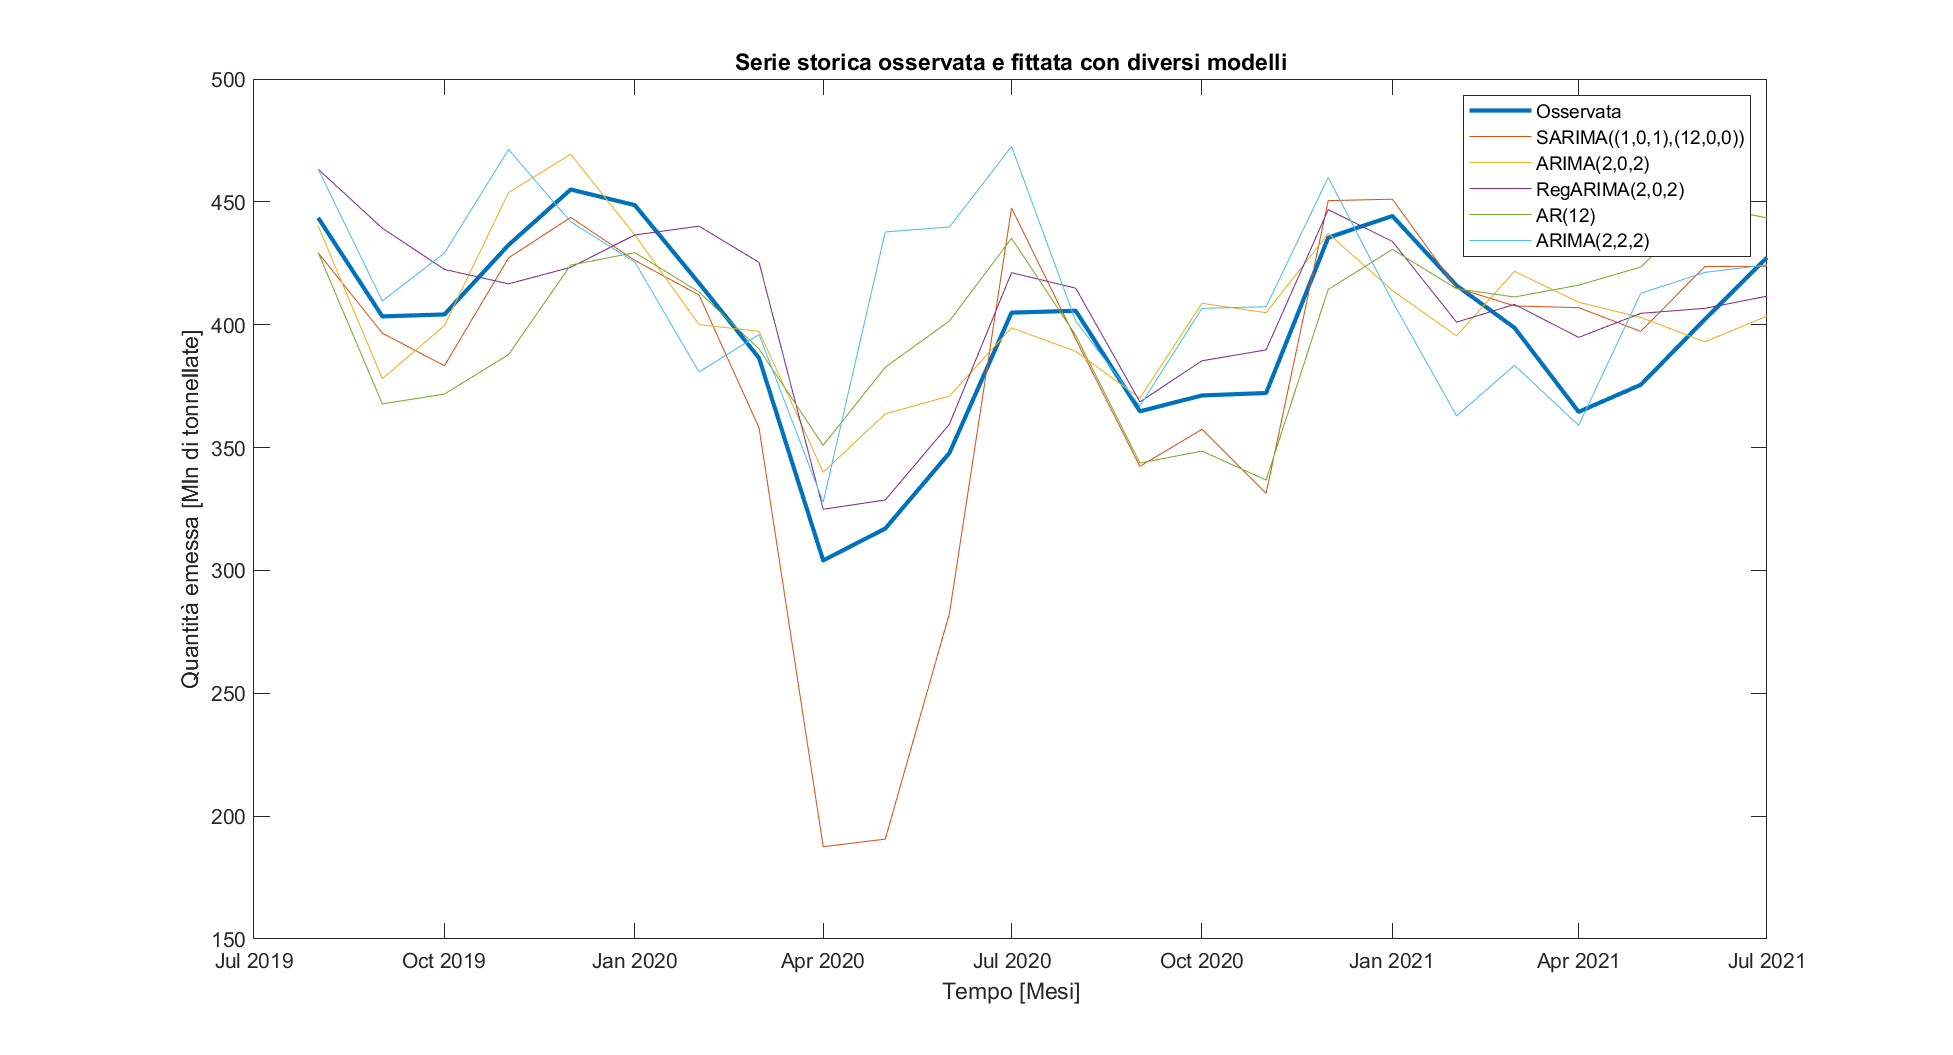 Serie storica osservata e fittata con diversi modelli
500
450
400
350
300
250
200
150
Quantità emessa [Mln di tonnellate]
Osservata
SARIMA((1,0,1),(12,0,0))
ARIMA(2,0,2)
RegARIMA(2,0,2)
AR(12)
ARIMA(2,2,2)
Jul 2019
Oct 2019
Jan 2020
Apr 2020
Jul 2020
Oct 2020
Jan 2021
Apr 2021
Jul 2021
Tempo [Mesi]